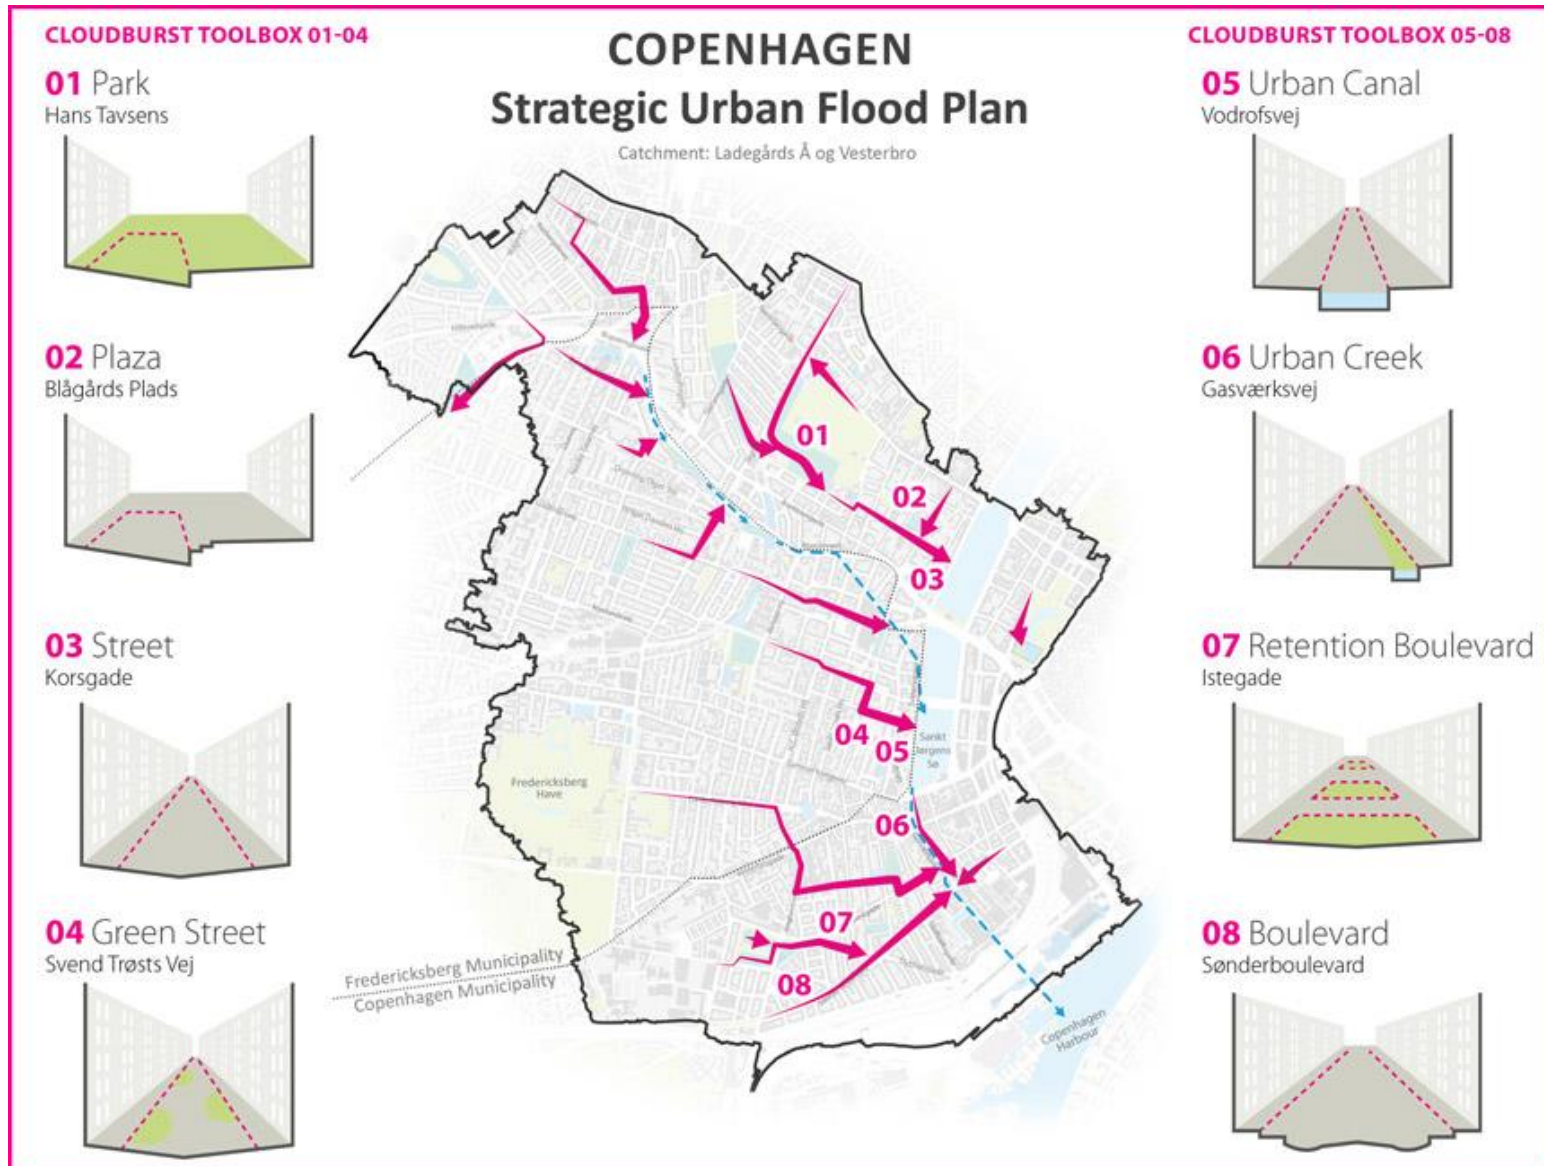 CLOUDBURST TOOLBOX 01-04
01 Park
Hans Tavsens
02 Plaza
Blågårds Plads
03 Street
Korsgade
04 Green Street
Svend Trøsts Vej
COPENHAGEN
Strategic Urban Flood Plan
Catchment: Ladegårds Å og Vesterbro
01
02
03
04
05
Sankt
Jørgens
Sø
Fredericksberg
Have
06
07
08
Fredericksberg Municipality
Copenhagen Municipality
Copenhagen
Harbour
CLOUDBURST TOOLBOX 05-08
05 Urban Canal
Vodrofsvej
06 Urban Creek
Gasværksvej
07 Retention Boulevard
Istegade
08 Boulevard
Sønderboulevard